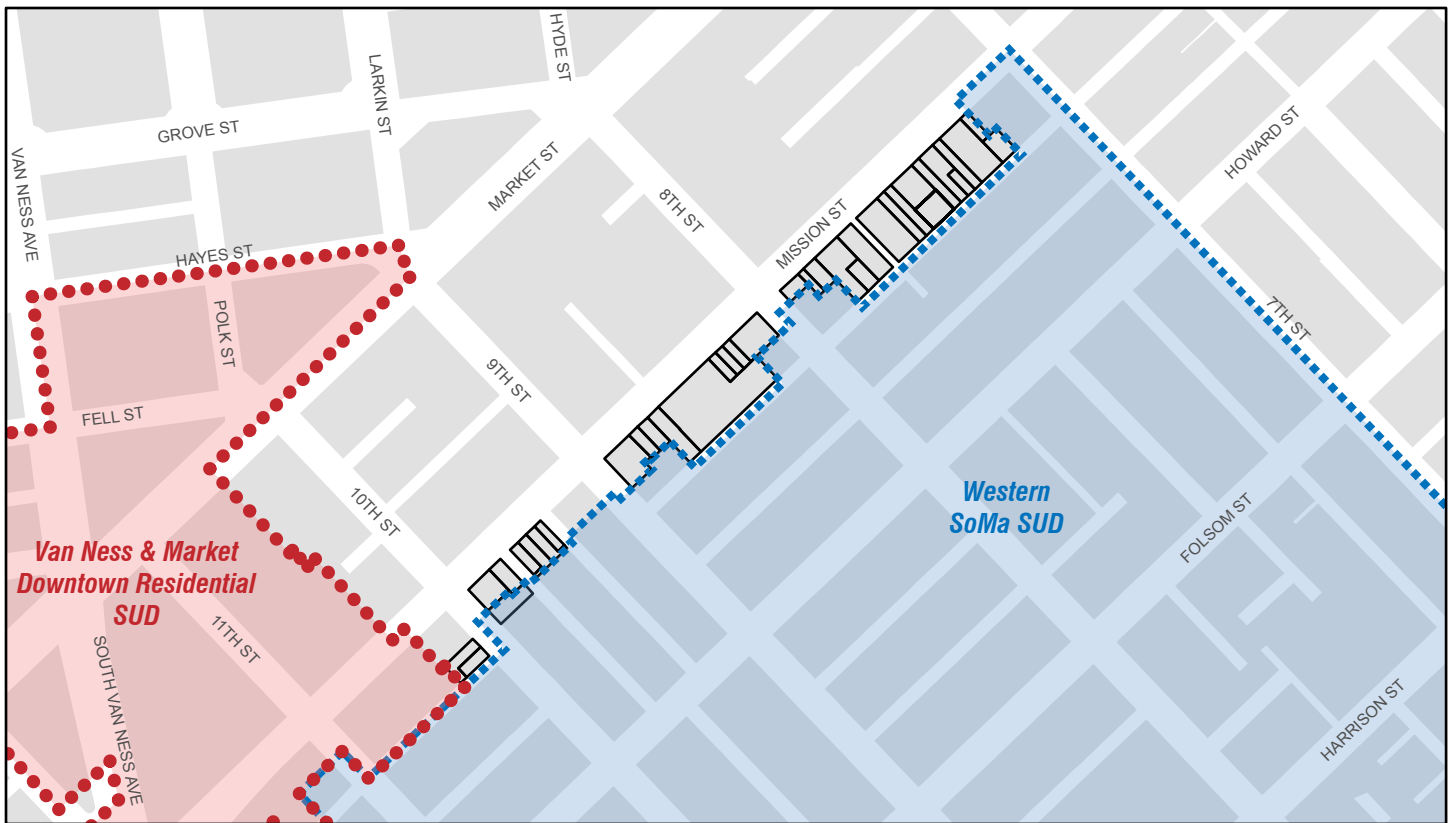 HYDE ST
LARKIN ST
GROVE ST
VAN NESS AVE
MARKET ST
HOWARD ST
8TH ST
MISSION ST
HAYES ST
POLK ST
7TH ST
9TH ST
FELL ST
10TH ST
Western
SoMa SUD
FOLSOM ST
Van Ness & Market
Downtown Residential
SUD
11TH ST
SOUTH VAN NESS AVE
HARRISON ST